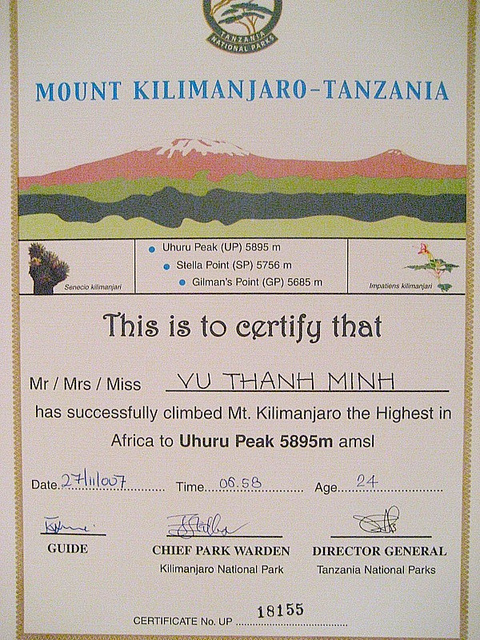 TANZANIA
NATIONAL PARKS
MOUNT KILIMANJARO-TANZANIA
Uhuru Peak (UP) 5895 m
Stella Point (SP) 5756 m
Gilman's Point (GP) 5685 m
Senecio kilimanjari
Impatiens kilimanjari
This is to certify that
Mr / Mrs / Miss VU THANH MINH
has successfully climbed Mt. Kilimanjaro the Highest in
Africa to Uhuru Peak 5895m amsl
Date 27/11/007 Time 06.58 Age 24
GUIDE CHIEF PARK WARDEN DIRECTOR GENERAL
Kilimanjaro National Park Tanzania National Parks
CERTIFICATE No. UP 18155